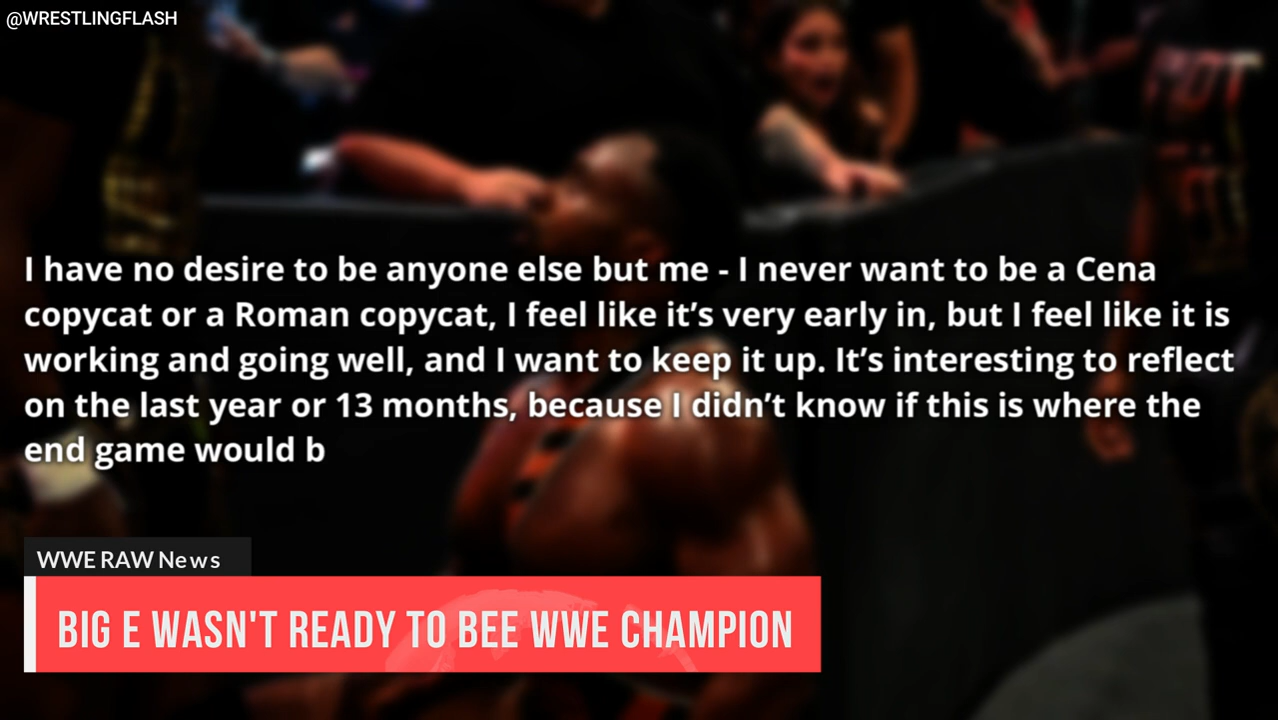 @WRESTLINGFLASH
I have no desire to be anyone else but me - I never want to be a Cena
copycat or a Roman copycat, I feel like it’s very early in, but I feel like it is
working and going well, and I want to keep it up. It’s interesting to reflect
on the last year or 13 months, because I didn’t know if this is where the
end game would b
WWE RAW News
BIG E WASN'T READY TO BEE WWE CHAMPION